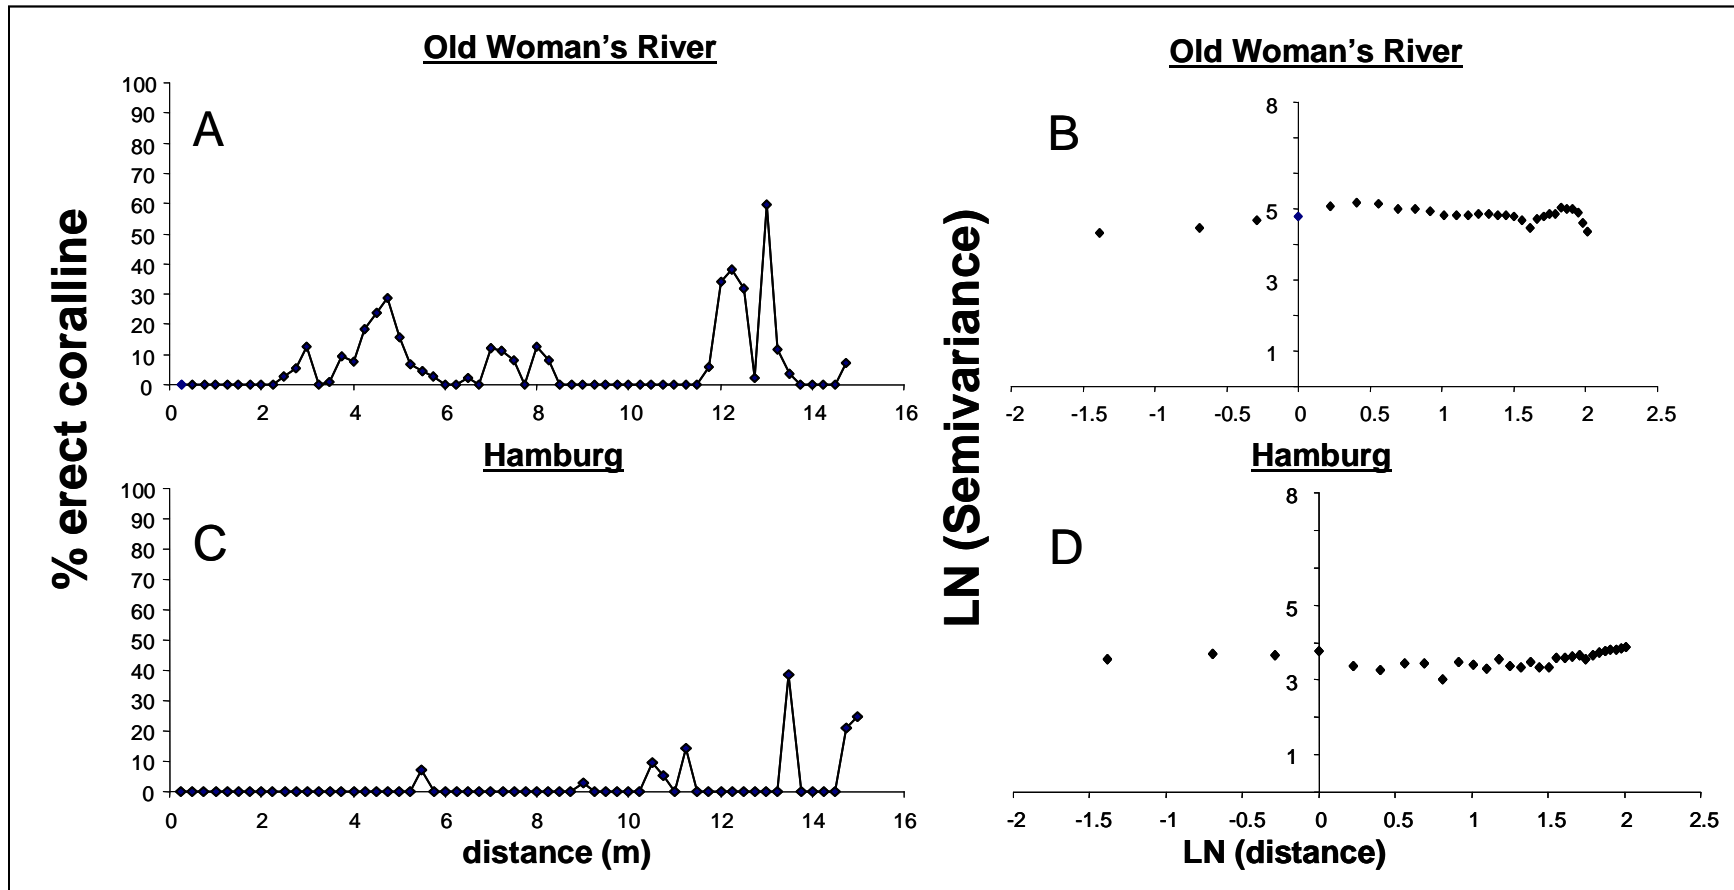 Old Woman's River
A
% erect coralline
100
90
80
70
60
50
40
30
20
10
0
0 2 4 6 8 10 12 14 16
Old Woman's River
B
LN (Semivariance)
8
5
3
1
-2 -1.5 -1 -0.5 0 0.5 1 1.5 2 2.5
Hamburg
C
100
90
80
70
60
50
40
30
20
10
0
0 2 4 6 8 10 12 14 16
distance (m)
Hamburg
D
8
5
3
1
-2 -1.5 -1 -0.5 0 0.5 1 1.5 2 2.5
LN (distance)